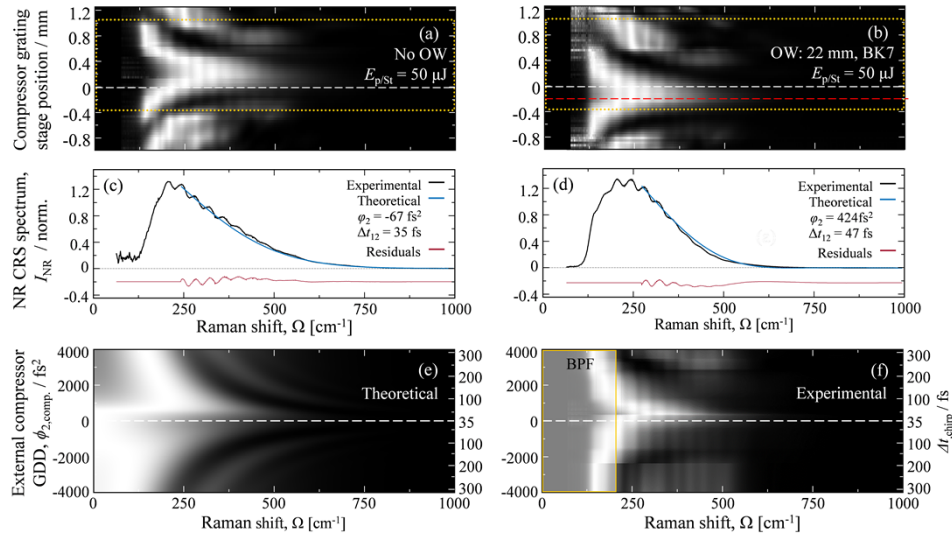 Compressor grating
stage position / mm
1.2
0.8
0.4
0
-0.4
-0.8
(a)
No OW
E_p/St = 50 μJ
1.2
0.8
0.4
0
-0.4
-0.8
(b)
OW: 22 mm, BK7
E_p/St = 50 μJ
NR CRS spectrum,
I_NR / norm.
1.2
0.8
0.4
0
-0.4
(c)
Experimental
Theoretical
φ₂ = -67 fs²
Δt₁₂ = 35 fs
Residuals
0 250 500 750 1000
Raman shift, Ω [cm⁻¹]
1.2
0.8
0.4
0
-0.4
(d)
Experimental
Theoretical
φ₂ = 424fs²
Δt₁₂ = 47 fs
Residuals
0 250 500 750 1000
Raman shift, Ω [cm⁻¹]
External compressor
GDD, ϕ_2,comp. / fs²
4000
2000
0
-2000
-4000
(e)
Theoretical
300
200
100
35
100
200
300
0 250 500 750 1000
Raman shift, Ω [cm⁻¹]
4000
2000
0
-2000
-4000
BPF
(f)
Experimental
300
200
100
35
100
200
300
Δt_chirp / fs
0 250 500 750 1000
Raman shift, Ω [cm⁻¹]